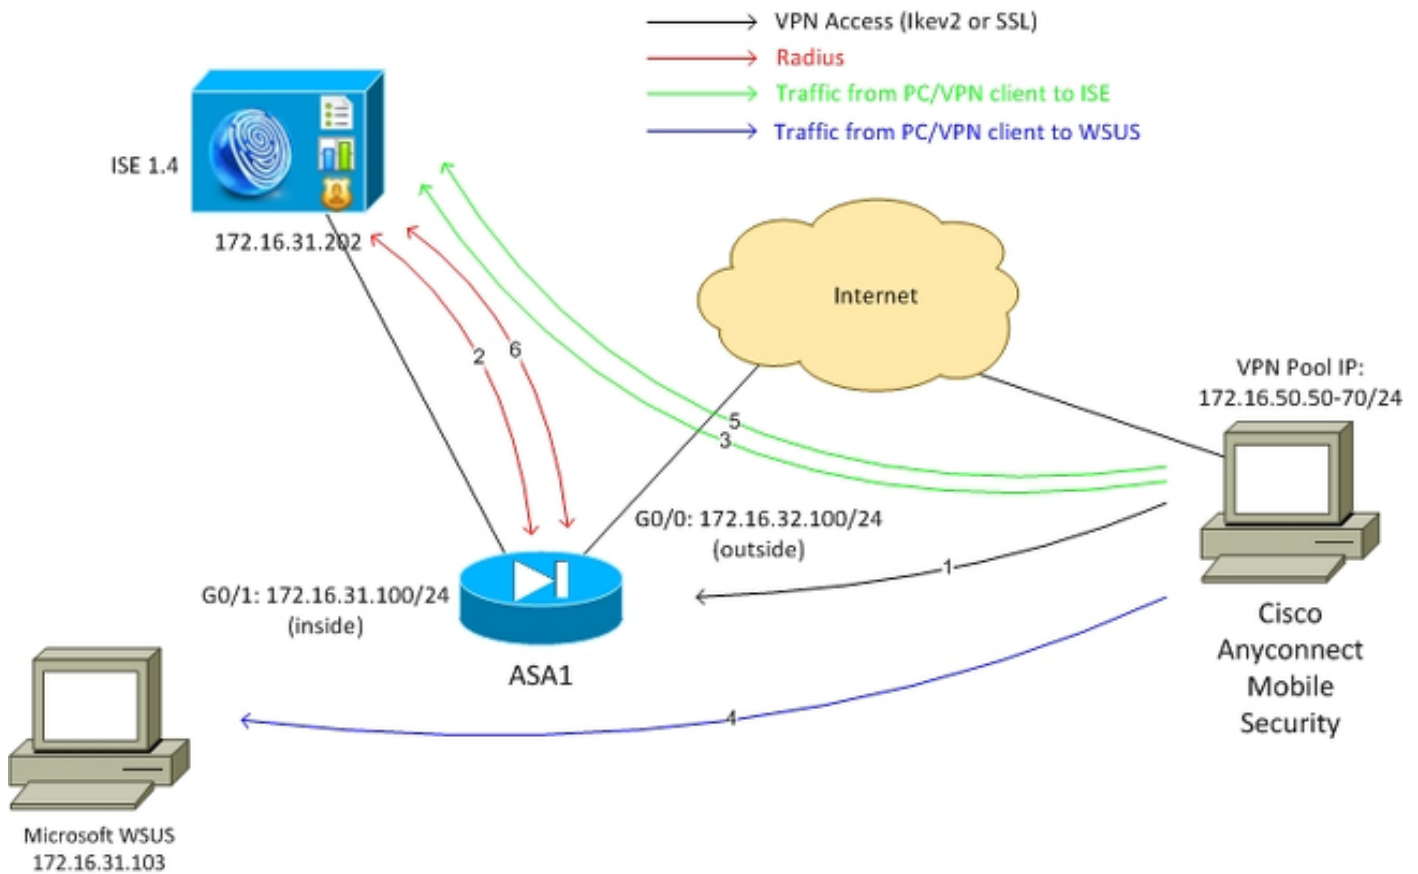 VPN Access (Ikev2 or SSL)
Radius
Traffic from PC/VPN client to ISE
Traffic from PC/VPN client to WSUS
ISE 1.4
172.16.31.202
Internet
VPN Pool IP:
172.16.50.50-70/24
2
6
5
3
G0/0: 172.16.32.100/24
(outside)
1
G0/1: 172.16.31.100/24
(inside)
ASA1
Cisco
Anyconnect
Mobile
Security
4
Microsoft WSUS
172.16.31.103